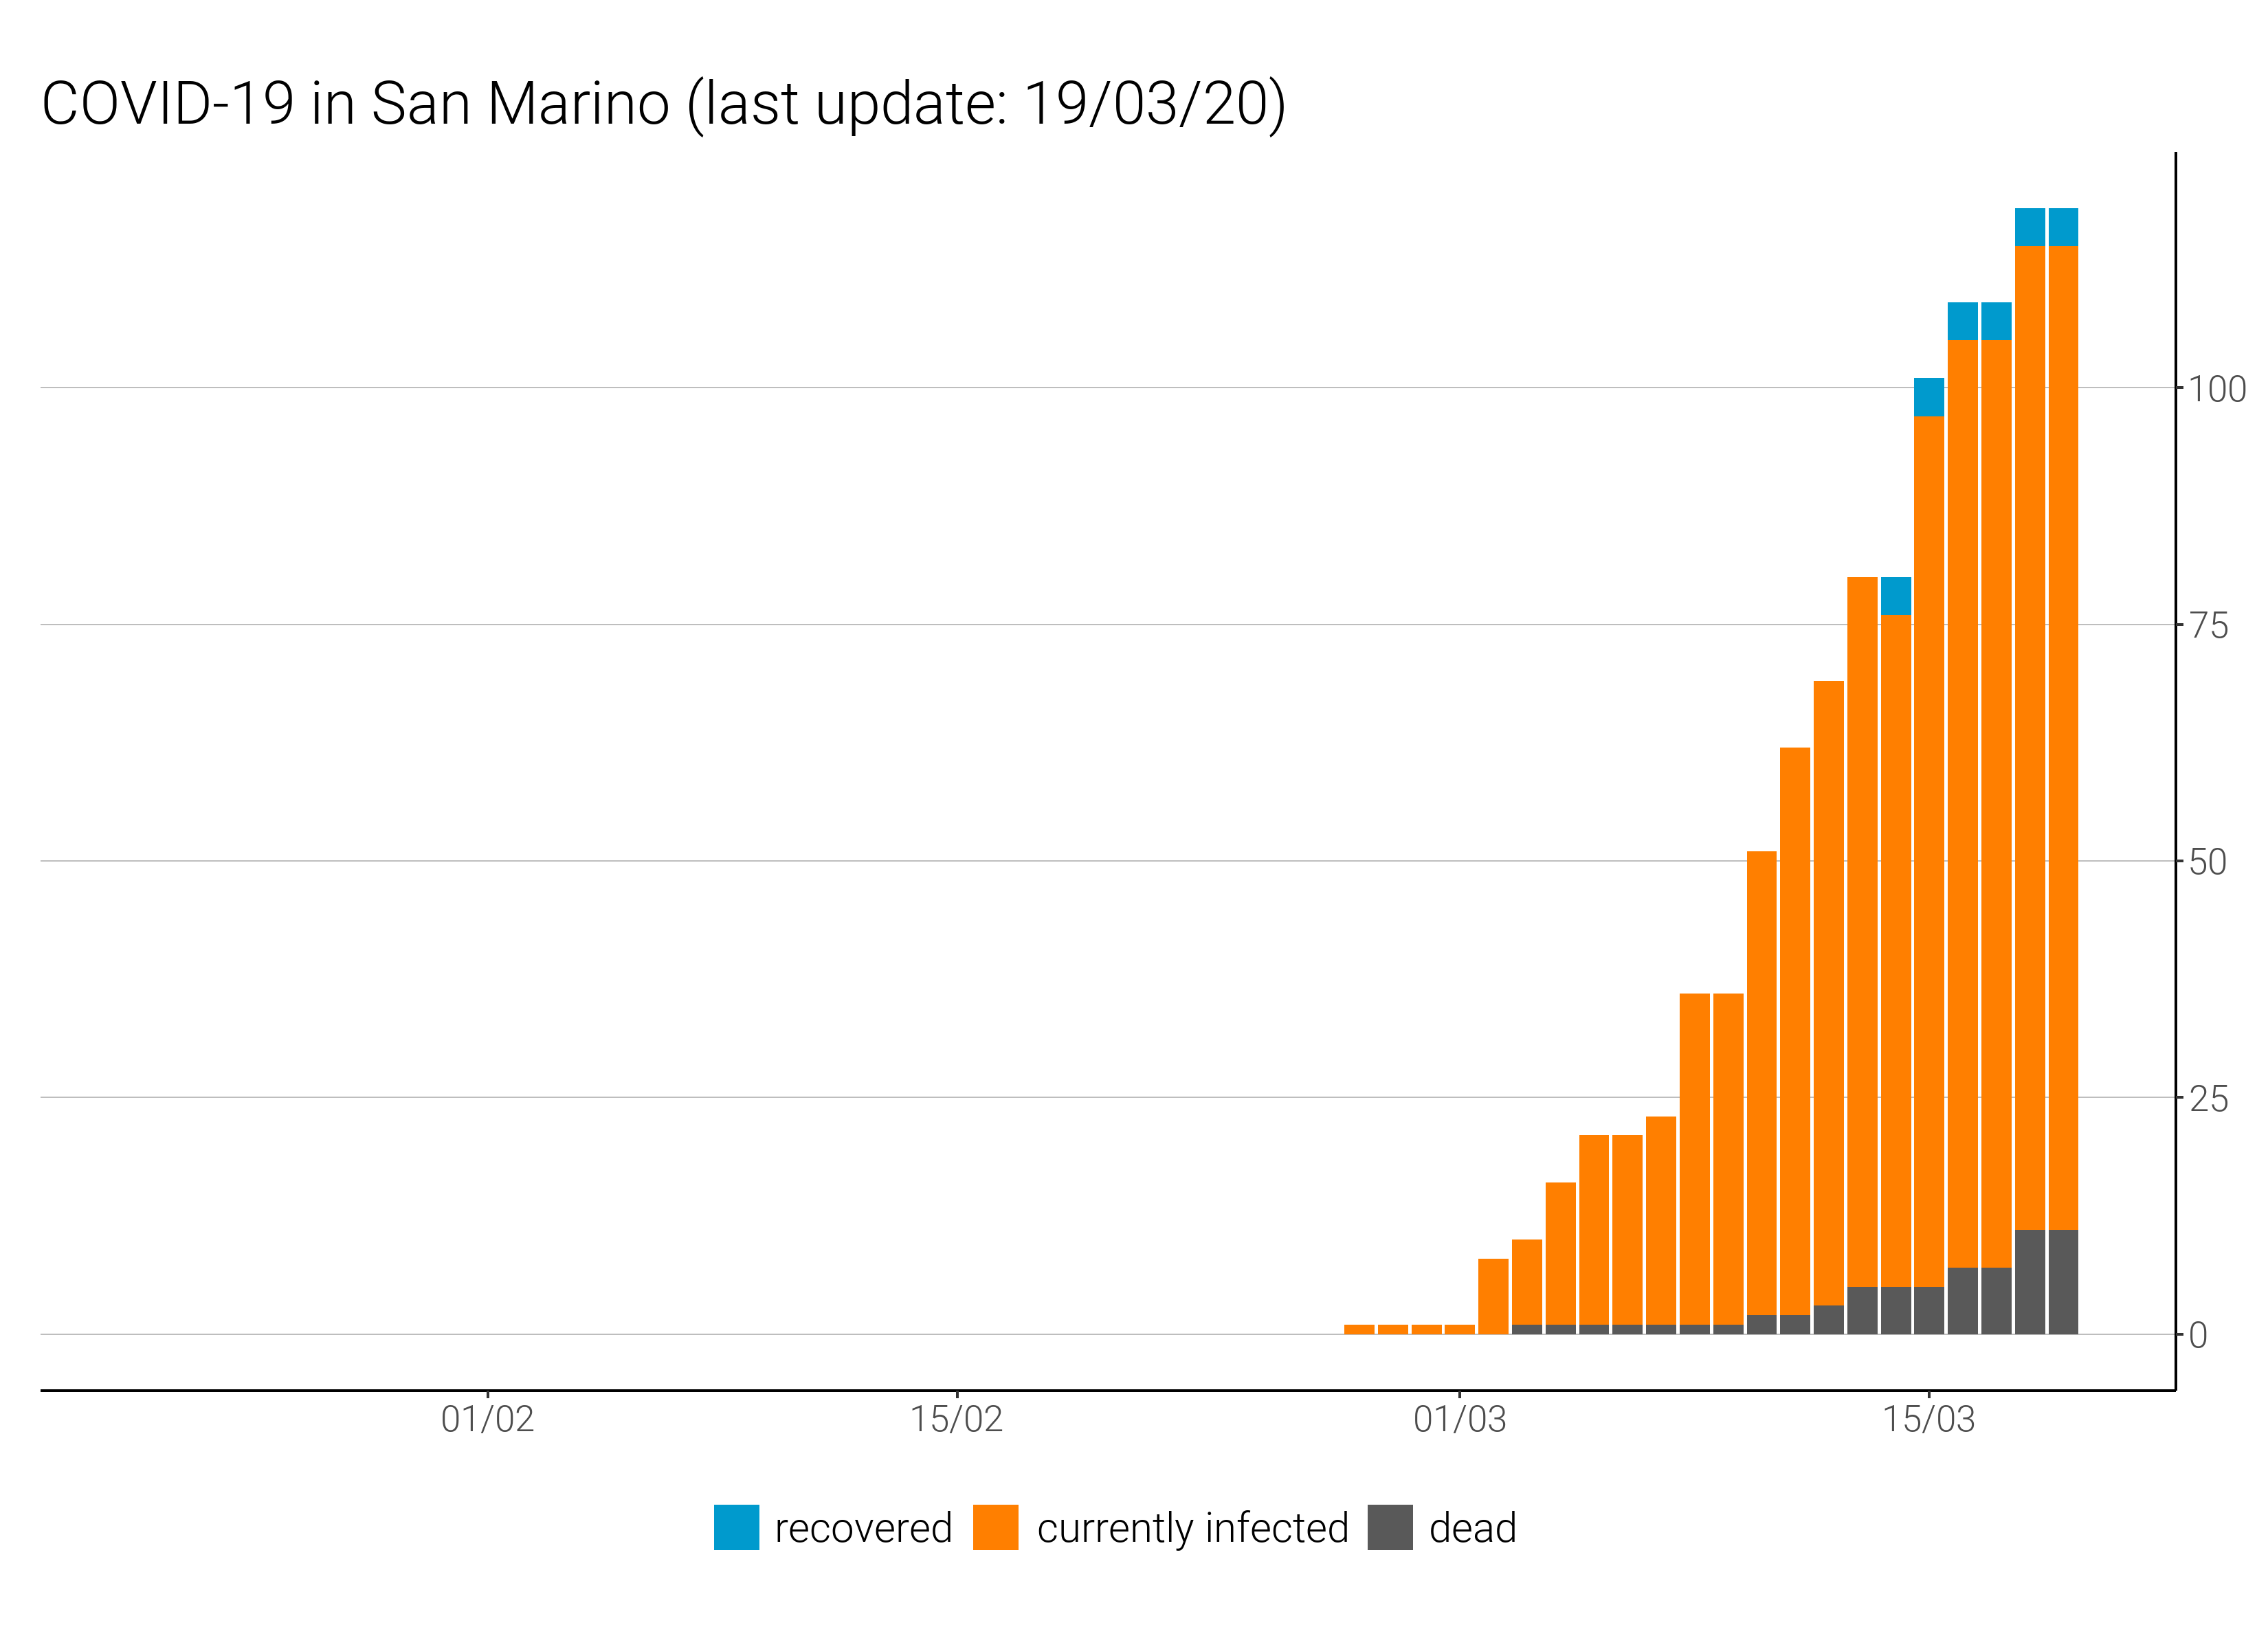 COVID-19 in San Marino (last update: 19/03/20)
100
75
50
25
0
01/02 15/02 01/03 15/03
recovered currently infected dead